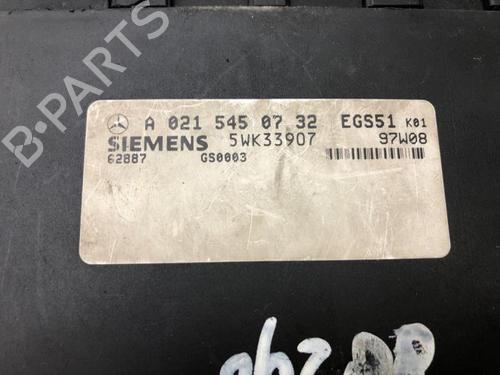 A 021 545 07 32 EGS51 K01
SIEMENS 5WK33907 97W08
62887 GS0003
B-PARTS